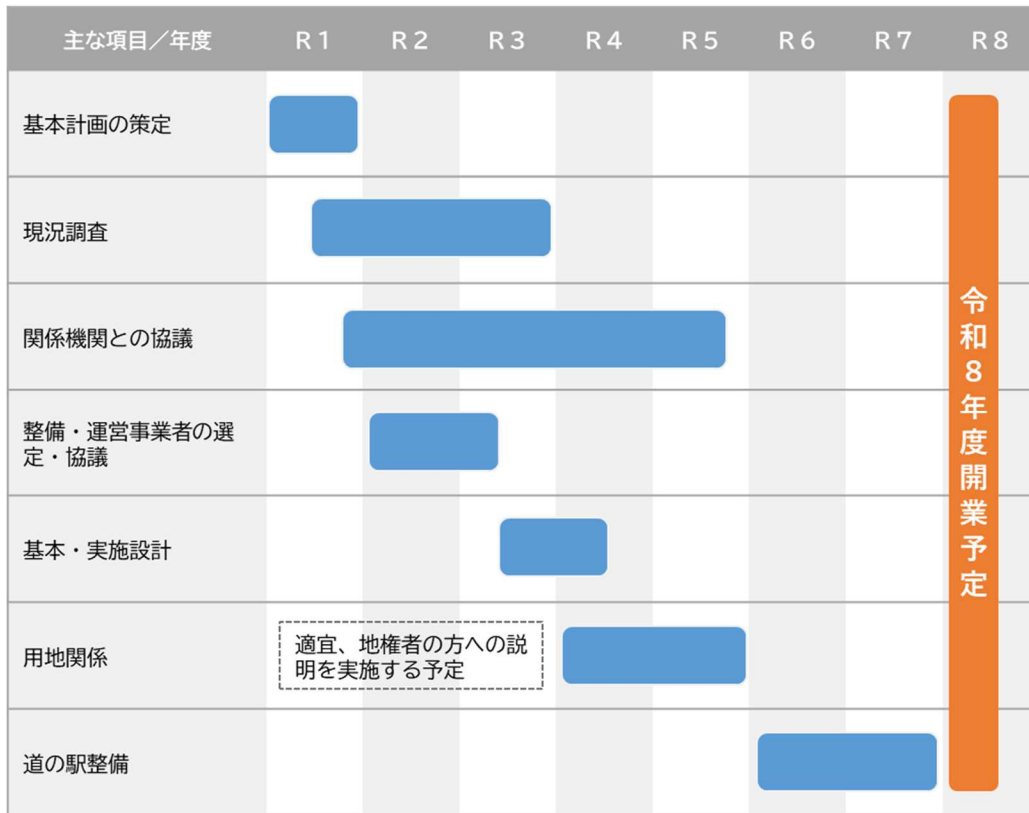 主な項目／年度 R1 R2 R3 R4 R5 R6 R7 R8
基本計画の策定
現況調査
関係機関との協議
整備・運営事業者の選
定・協議
基本・実施設計
用地関係
適宜、地権者の方への説
明を実施する予定
道の駅整備
令和8年度開業予定